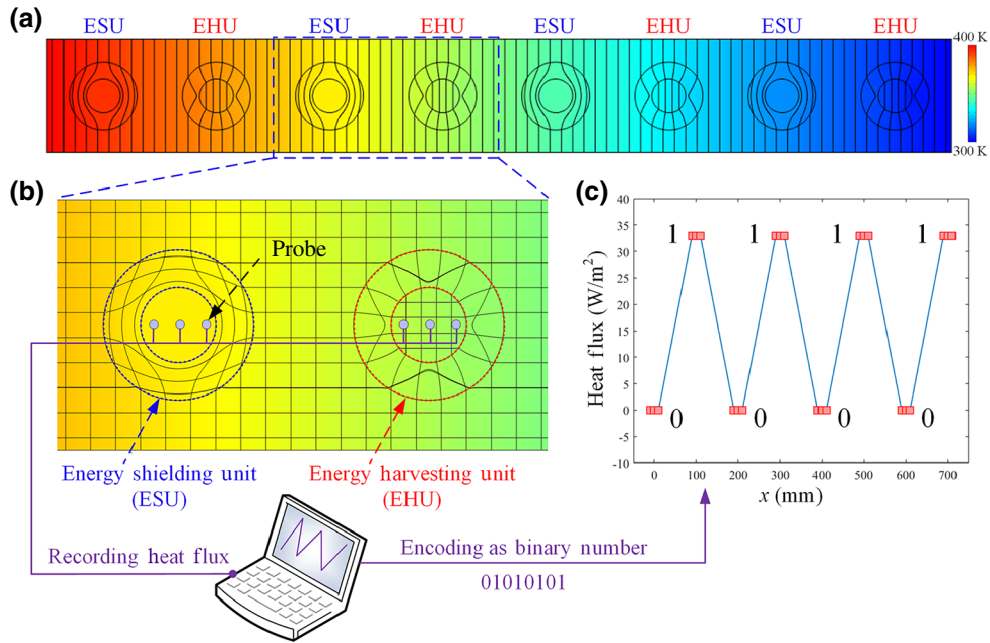 (a)
ESU EHU ESU EHU ESU EHU ESU EHU
400 K
300 K
(b)
Probe
Energy shielding unit
(ESU)
Energy harvesting unit
(EHU)
(c)
Heat flux (W/m²)
40
35
30
25
20
15
10
5
0
-5
-10
1 1 1 1
0 0 0 0
0 100 200 300 400 500 600 700
x (mm)
Recording heat flux
Encoding as binary number
01010101